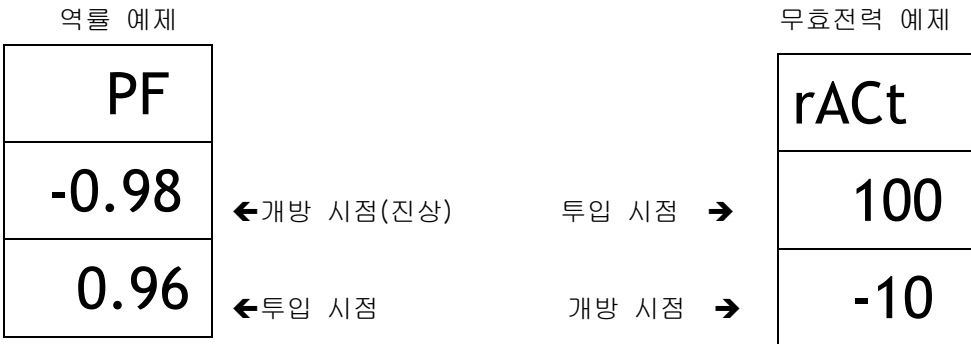 역률 예제
무효전력 예제
PF
rACt
-0.98
←개방 시점(진상)
투입 시점 →
100
0.96
←투입 시점
개방 시점 →
-10